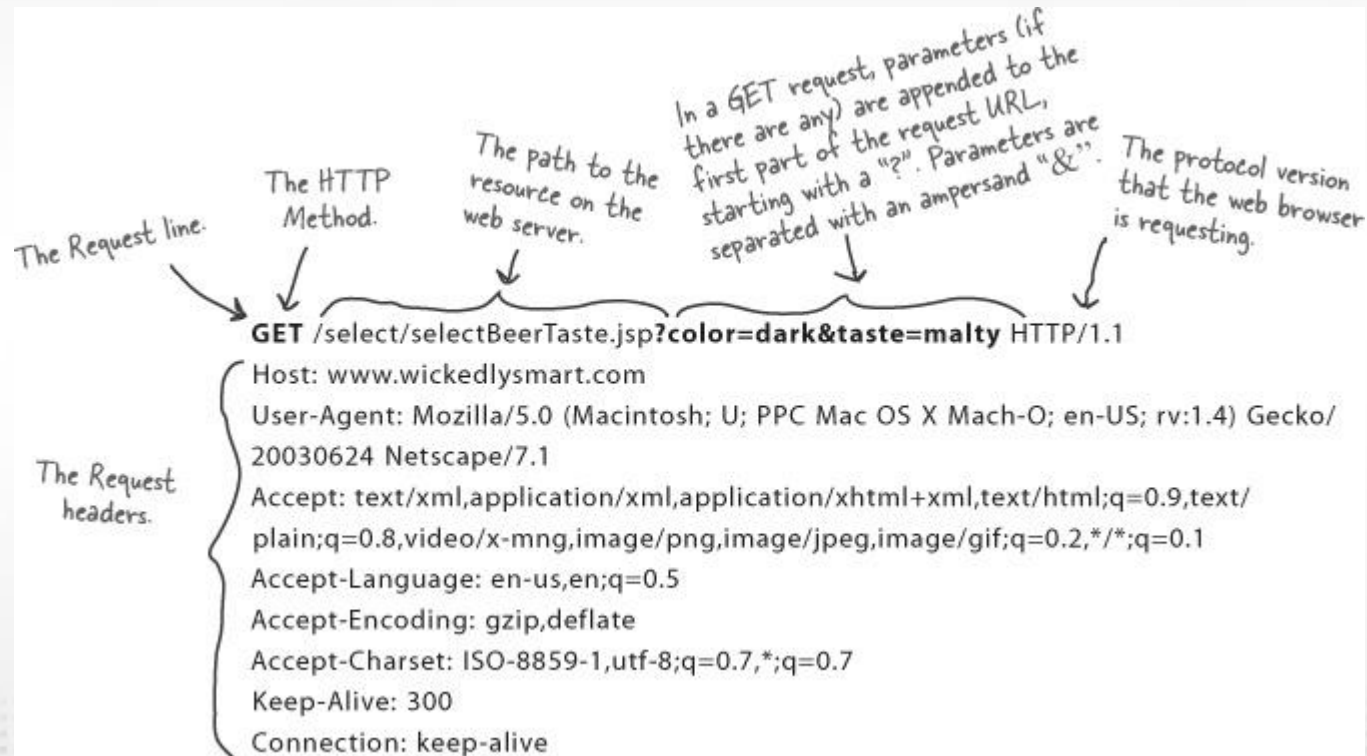 The Request line.
The HTTP
Method.
The path to the
resource on the
web server.
In a GET request, parameters (if
there are any) are appended to the
first part of the request URL,
starting with a "?". Parameters are
separated with an ampersand "&".
The protocol version
that the web browser
is requesting.
GET /select/selectBeerTaste.jsp?color=dark&taste=malty HTTP/1.1
The Request
headers.
Host: www.wickedlysmart.com
User-Agent: Mozilla/5.0 (Macintosh; U; PPC Mac OS X Mach-O; en-US; rv:1.4) Gecko/
20030624 Netscape/7.1
Accept: text/xml,application/xml,application/xhtml+xml,text/html;q=0.9,text/
plain;q=0.8,video/x-mng,image/png,image/jpeg,image/gif;q=0.2,*/*;q=0.1
Accept-Language: en-us,en;q=0.5
Accept-Encoding: gzip,deflate
Accept-Charset: ISO-8859-1,utf-8;q=0.7,*;q=0.7
Keep-Alive: 300
Connection: keep-alive